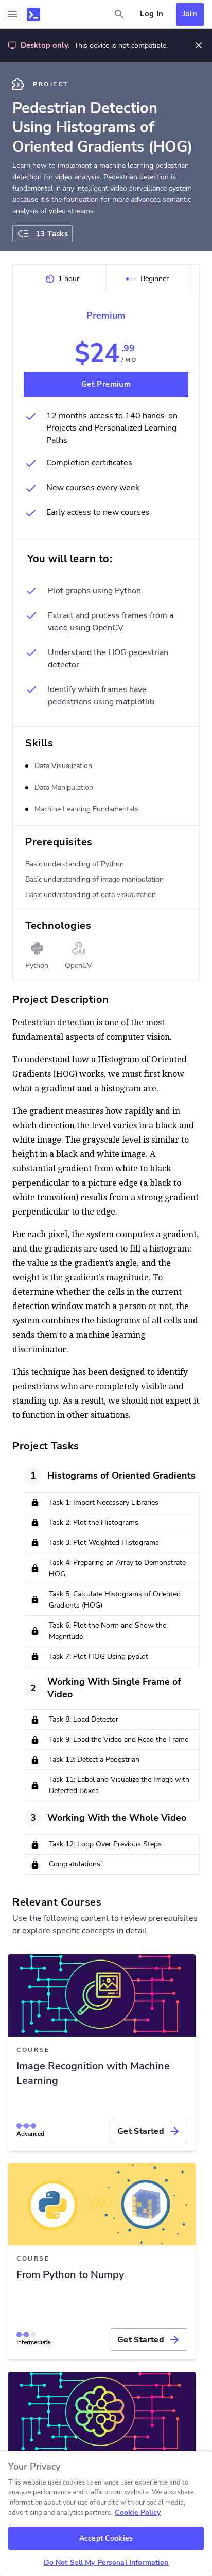 Log In
Join
Desktop only. This device is not compatible.
PROJECT
Pedestrian Detection
Using Histograms of
Oriented Gradients (HOG)
Learn how to implement a machine learning pedestrian
detection for video analysis. Pedestrian detection is
fundamental in any intelligent video surveillance system
because it is one of the requirements for more advanced
semantic analysis of video streams.
13 Tasks
1 hour
Beginner
Premium
$24.99
/MO
Get Premium
12 months access to 140 hands-on
Projects and Personalized Learning
Paths
Completion certificates
New courses every week
Early access to new courses
You will learn to:
Plot graphs using Python
Extract and process frames from a
video using OpenCV
Understand the HOG pedestrian
detector
Identify which frames have
pedestrians using matplotlib
Skills
Data Visualization
Data Manipulation
Machine Learning Fundamentals
Prerequisites
Basic understanding of Python
Basic understanding of image manipulation
Basic understanding of data visualization
Technologies
Python
OpenCV
Project Description
Pedestrian detection is one of the most
fundamental aspects of computer vision.
To understand how a Histogram of Oriented
Gradients (HOG) works, we must first know
what a gradient and a histogram are.
The gradient measures how rapidly and in
which direction the level varies in a black and
white image. The grayscale level is similar to
height in a black and white image. A
substantial gradient from white to black
perpendicular to a picture edge (a black to
white transition) results from a strong gradient
perpendicular to the edge.
For each pixel, the system computes a gradient,
and the gradients are used to fill a histogram:
the value is the gradient’s angle, and the
weight is the gradient’s magnitude. To
determine whether the cells in the current
detection window match a person or not, the
system combines the histograms of all cells and
sends them to a machine learning
discriminator.
This technique has been designed to identify
pedestrians who are completely visible and
standing up. As a result, we should not expect it
to function in other situations.
Project Tasks
1 Histograms of Oriented Gradients
Task 1: Import Necessary Libraries
Task 2: Plot the Histograms
Task 3: Plot Weighted Histograms
Task 4: Preparing an Array to Demonstrate
HOG
Task 5: Calculate Histograms of Oriented
Gradients (HOG)
Task 6: Plot the Norm and Show the
Magnitude
Task 7: Plot HOG Using pyplot
2 Working With Single Frame of
Video
Task 8: Load Detector
Task 9: Load the Video and Read the Frame
Task 10: Detect a Pedestrian
Task 11: Label and Visualize the Image with
Detected Boxes
3 Working With the Whole Video
Task 12: Loop Over Previous Steps
Congratulations!
Relevant Courses
Use the following content to review prerequisites
or explore specific concepts in detail.
COURSE
Image Recognition with Machine
Learning
Advanced
Get Started
COURSE
From Python to Numpy
Intermediate
Get Started
Your Privacy
This website uses cookies to enhance user experience and to
analyze performance and traffic on our website. We also share
information about your use of our site with our social media,
advertising and analytics partners. Cookie Policy
Accept Cookies
Do Not Sell My Personal Information